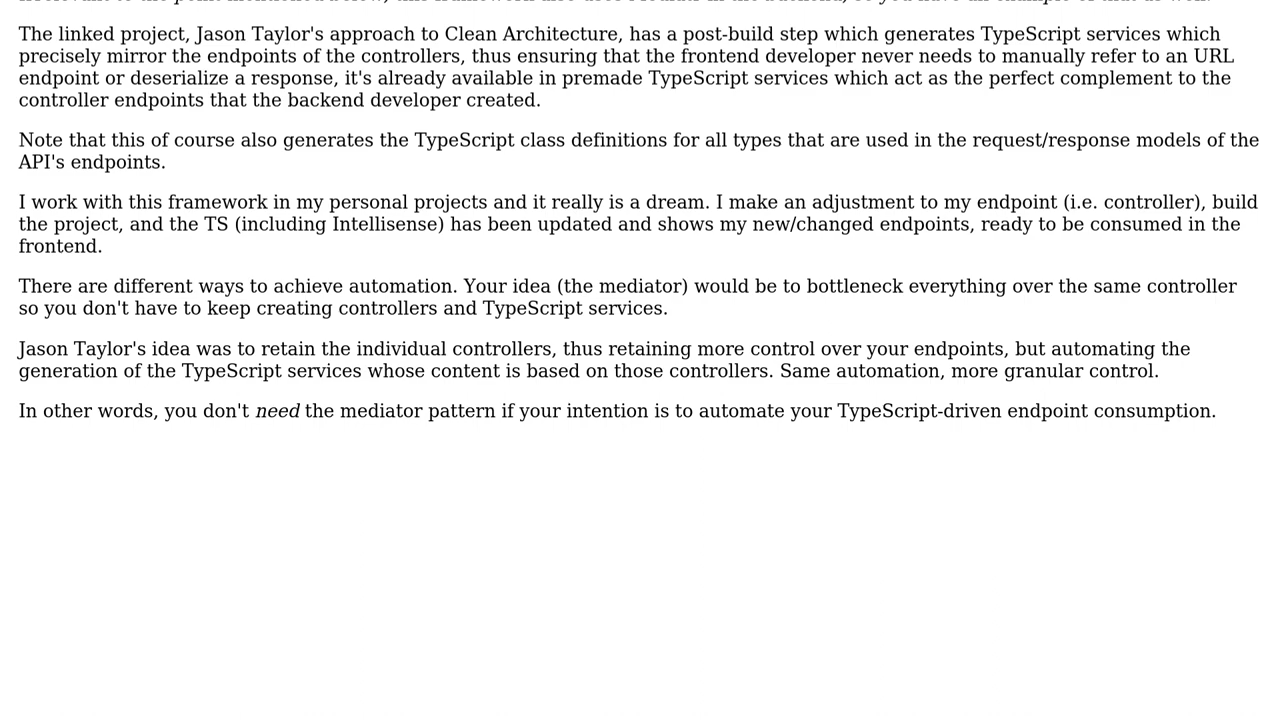 The linked project, Jason Taylor's approach to Clean Architecture, has a post-build step which generates TypeScript services which
precisely mirror the endpoints of the controllers, thus ensuring that the frontend developer never needs to manually refer to an URL
endpoint or deserialize a response, it's already available in premade TypeScript services which act as the perfect complement to the
controller endpoints that the backend developer created.
Note that this of course also generates the TypeScript class definitions for all types that are used in the request/response models of the
API's endpoints.
I work with this framework in my personal projects and it really is a dream. I make an adjustment to my endpoint (i.e. controller), build
the project, and the TS (including Intellisense) has been updated and shows my new/changed endpoints, ready to be consumed in the
frontend.
There are different ways to achieve automation. Your idea (the mediator) would be to bottleneck everything over the same controller
so you don't have to keep creating controllers and TypeScript services.
Jason Taylor's idea was to retain the individual controllers, thus retaining more control over your endpoints, but automating the
generation of the TypeScript services whose content is based on those controllers. Same automation, more granular control.
In other words, you don't need the mediator pattern if your intention is to automate your TypeScript-driven endpoint consumption.